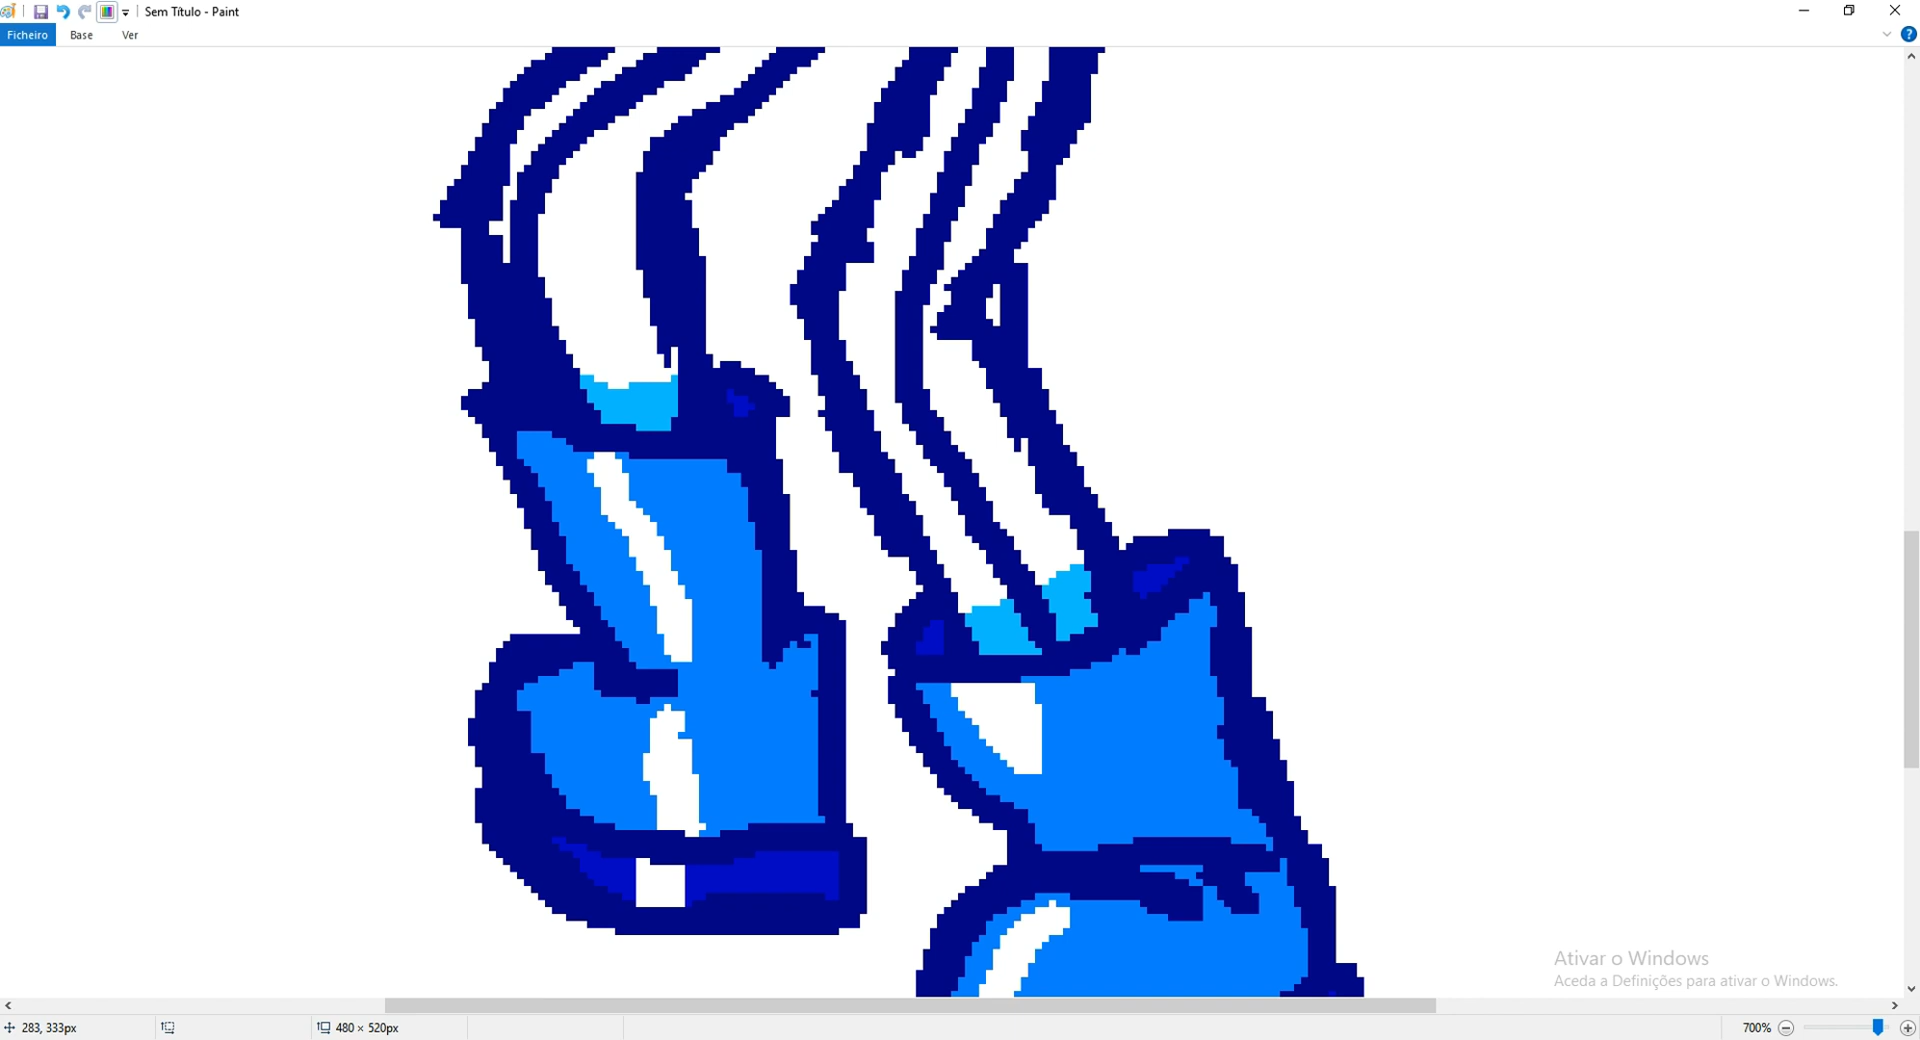 Sem Título - Paint
Ficheiro Base Ver
Ativar o Windows
Aceda a Definições para ativar o Windows.
283, 333px 480 × 520px 700%